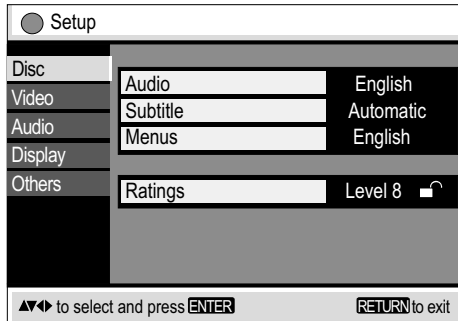 Setup
Disc
Video
Audio
Display
Others
Audio English
Subtitle Automatic
Menus English
Ratings Level 8
to select and press ENTER RETURN to exit